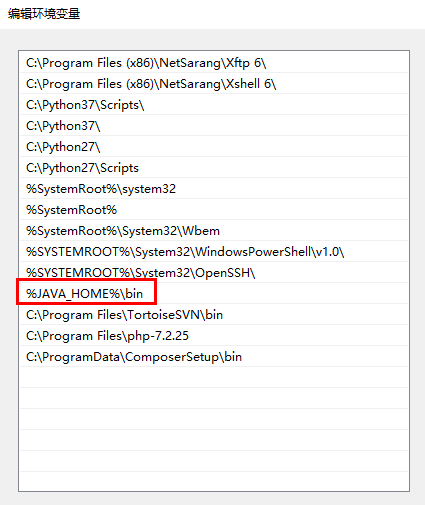 编辑环境变量
C:\Program Files (x86)\NetSarang\Xftp 6\
C:\Program Files (x86)\NetSarang\Xshell 6\
C:\Python37\Scripts\
C:\Python37\
C:\Python27\
C:\Python27\Scripts
%SystemRoot%\system32
%SystemRoot%
%SystemRoot%\System32\Wbem
%SYSTEMROOT%\System32\WindowsPowerShell\v1.0\
%SYSTEMROOT%\System32\OpenSSH\
%JAVA_HOME%\bin
C:\Program Files\TortoiseSVN\bin
C:\Program Files\php-7.2.25
C:\ProgramData\ComposerSetup\bin